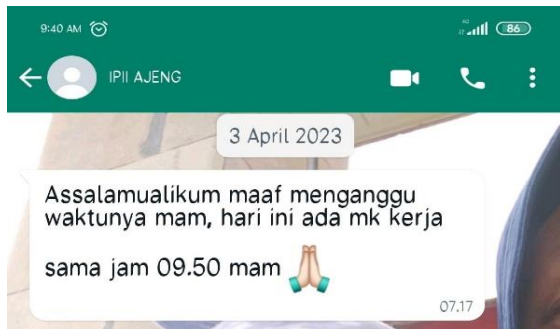 9:40 AM
86
IPII AJENG
3 April 2023
Assalamualikum maaf menganggu
waktunya mam, hari ini ada mk kerja
sama jam 09.50 mam 🙏🏻
07.17